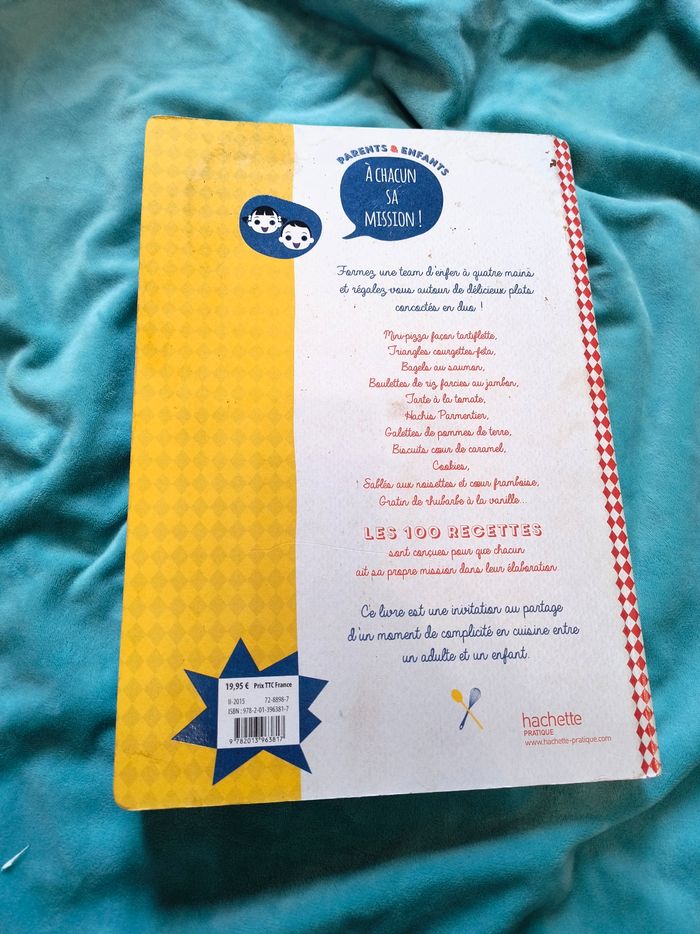 PARENTS & ENFANTS
À CHACUN
SA
MISSION !
Formez une team d'enfer à quatre mains
et régalez-vous autour de délicieux plats
concoctés en duo !
Mini-pizza façon tartiflette,
Triangles courgettes-feta,
Bagels au saumon,
Boulettes de riz farcies au jambon,
Tarte à la tomate,
Hachis Parmentier,
Galettes de pommes de terre,
Biscuits cœur de caramel,
Cookies,
Sablés aux noisettes et cœur framboise,
Gratin de rhubarbe à la vanille...
LES 100 RECETTES
sont conçues pour que chacun
ait sa propre mission dans leur élaboration
Ce livre est une invitation au partage
d'un moment de complicité en cuisine entre
un adulte et un enfant.
19,95 € Prix TTC France
II-2015 72-8898-7
ISBN : 978-2-01-396381-7
9 782013 963817
hachette
PRATIQUE
www.hachette-pratique.com